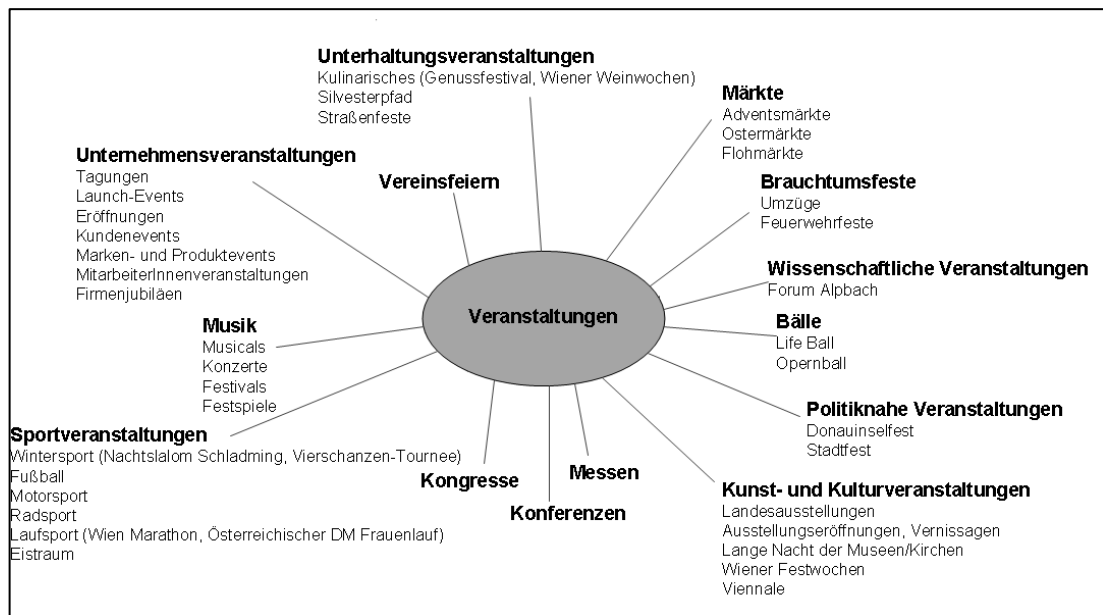 Unterhaltungsveranstaltungen
Kulinarisches (Genussfestival, Wiener Weinwochen)
Silvesterpfad
Straßenfeste
Märkte
Adventsmärkte
Ostermärkte
Flohmärkte
Unternehmensveranstaltungen
Tagungen
Launch-Events
Eröffnungen
Kundenevents
Marken- und Produktevents
MitarbeiterInnenveranstaltungen
Firmenjubiläen
Vereinsfeiern
Brauchtumsfeste
Umzüge
Feuerwehrfeste
Wissenschaftliche Veranstaltungen
Forum Alpbach
Veranstaltungen
Musik
Musicals
Konzerte
Festivals
Festspiele
Bälle
Life Ball
Opernball
Politiknahe Veranstaltungen
Donauinselfest
Stadtfest
Sportveranstaltungen
Wintersport (Nachtslalom Schladming, Vierschanzen-Tournee)
Fußball
Motorsport
Radsport
Laufsport (Wien Marathon, Österreichischer DM Frauenlauf)
Eistraum
Kongresse
Konferenzen
Messen
Kunst- und Kulturveranstaltungen
Landesausstellungen
Ausstellungseröffnungen, Vernissagen
Lange Nacht der Museen/Kirchen
Wiener Festwochen
Viennale